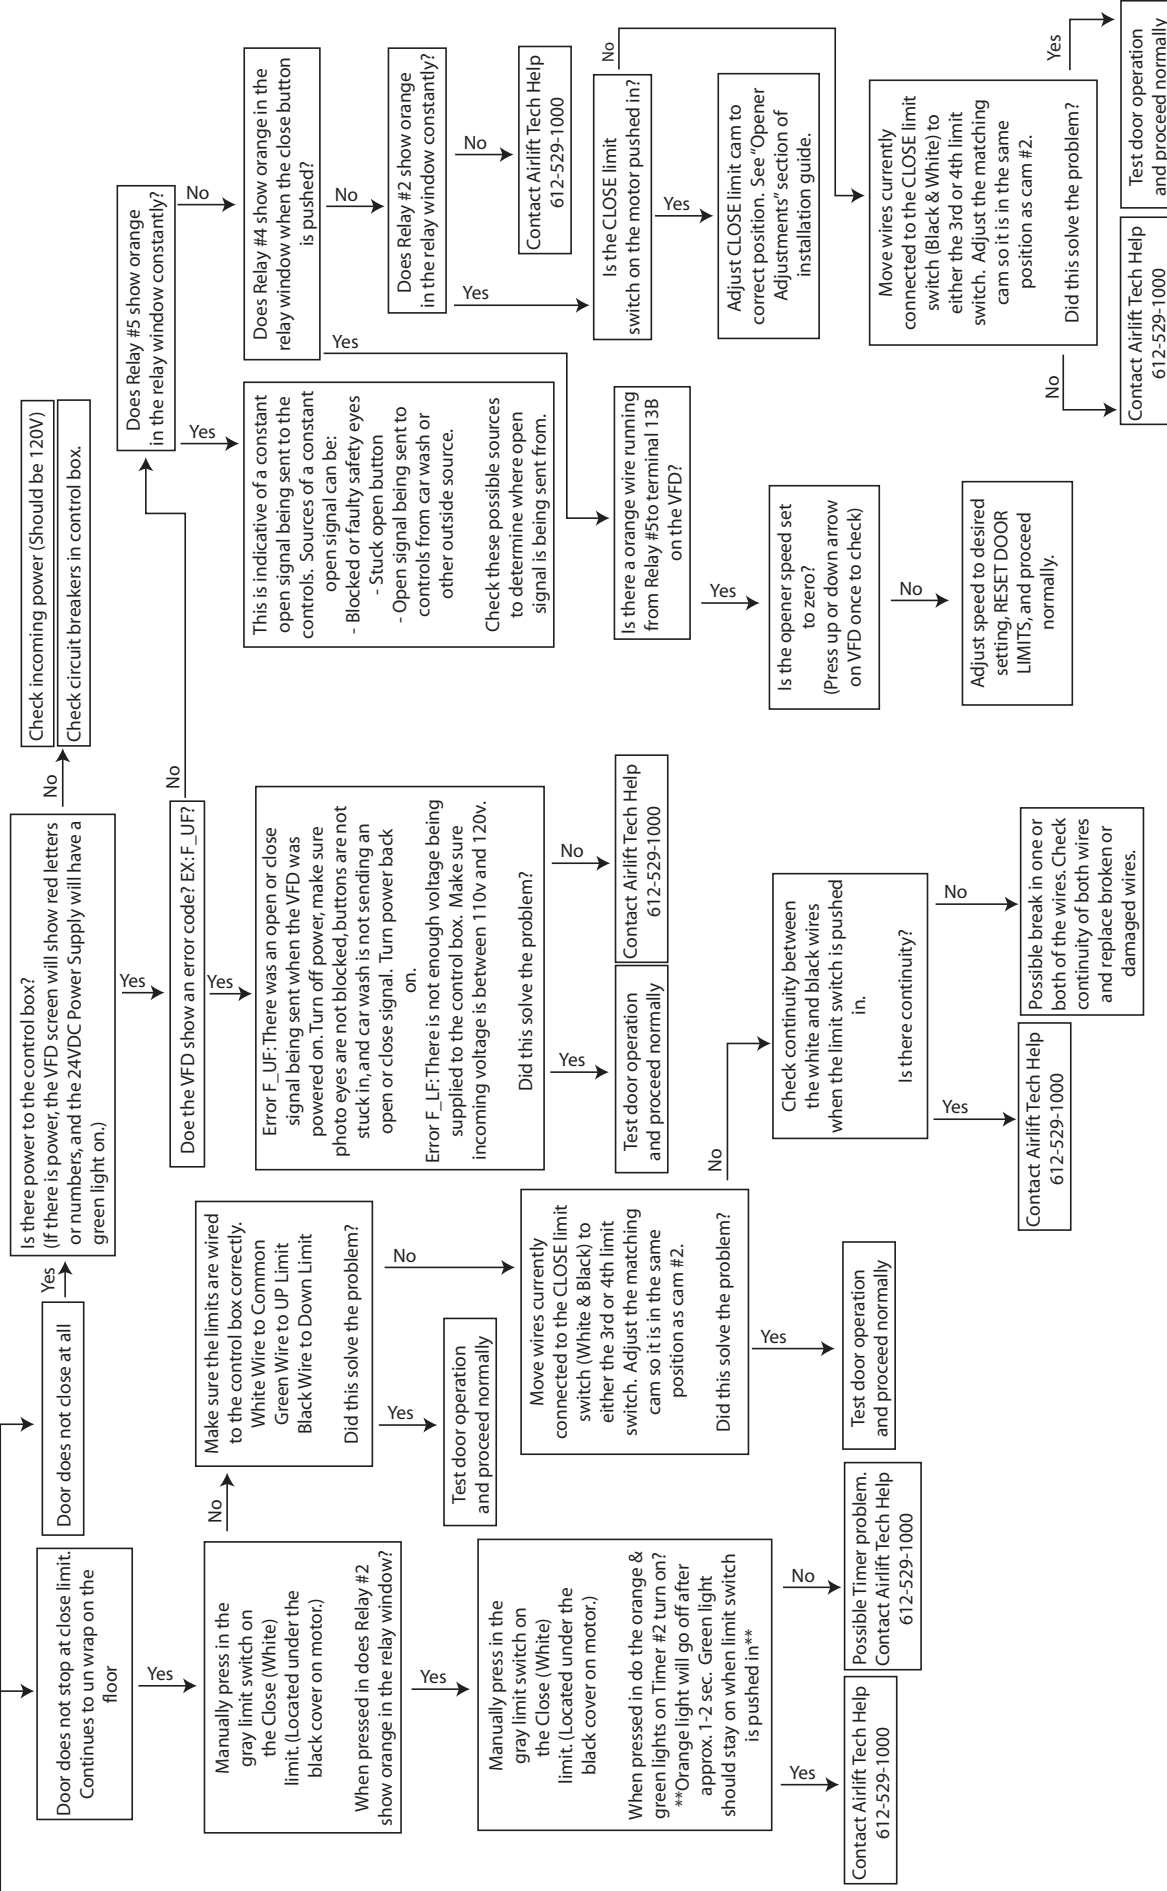 Door does not stop at close limit.
Continues to un wrap on the
floor
Yes
Manually press in the
gray limit switch on
the Close (White)
limit. (Located under the
black cover on motor.)
When pressed in does Relay #2
show orange in the relay window?
Yes
Manually press in the
gray limit switch on
the Close (White)
limit. (Located under the
black cover on motor.)
When pressed in do the orange &
green lights on Timer #2 turn on?
**Orange light will go off after
approx. 1-2 sec. Green light
should stay on when limit switch
is pushed in**
Yes
Contact Airlift Tech Help
612-529-1000
No
Possible Timer problem.
Contact Airlift Tech Help
612-529-1000
No
Make sure the limits are wired
to the control box correctly.
White Wire to Common
Green Wire to UP Limit
Black Wire to Down Limit
Did this solve the problem?
Yes
Test door operation
and proceed normally
No
Move wires currently
connected to the CLOSE limit
switch (White & Black) to
either the 3rd or 4th limit
switch. Adjust the matching
cam so it is in the same
position as cam #2.
Did this solve the problem?
Yes
Test door operation
and proceed normally
No
Check continuity between
the white and black wires
when the limit switch is pushed
in.
Is there continuity?
Yes
Contact Airlift Tech Help
612-529-1000
No
Possible break in one or
both of the wires. Check
continuity of both wires
and replace broken or
damaged wires.
Door does not close at all
Yes
Is there power to the control box?
(If there is power, the VFD screen will show red letters
or numbers, and the 24VDC Power Supply will have a
green light on.)
No
Check incoming power (Should be 120V)
Check circuit breakers in control box.
Yes
Doe the VFD show an error code? EX: F_UF?
Yes
Error F_UF: There was an open or close
signal being sent when the VFD was
powered on. Turn off power, make sure
photo eyes are not blocked, buttons are not
stuck in, and car wash is not sending an
open or close signal. Turn power back
on.
Error F_LF: There is not enough voltage being
supplied to the control box. Make sure
incoming voltage is between 110v and 120v.
Did this solve the problem?
Yes
Test door operation
and proceed normally
No
Contact Airlift Tech Help
612-529-1000
No
Does Relay #5 show orange
in the relay window constantly?
Yes
This is indicative of a constant
open signal being sent to the
controls. Sources of a constant
open signal can be:
- Blocked or faulty safety eyes
- Stuck open button
- Open signal being sent to
controls from car wash or
other outside source.
Check these possible sources
to determine where open
signal is being sent from.
No
Does Relay #4 show orange in the
relay window when the close button
is pushed?
Yes
Is there a orange wire running
from Relay #5to terminal 13B
on the VFD?
Yes
Is the opener speed set
to zero?
(Press up or down arrow
on VFD once to check)
No
Adjust speed to desired
setting, RESET DOOR
LIMITS, and proceed
normally.
No
Does Relay #2 show orange
in the relay window constantly?
No
Contact Airlift Tech Help
612-529-1000
Yes
Is the CLOSE limit
switch on the motor pushed in?
Yes
Adjust CLOSE limit cam to
correct position. See "Opener
Adjustments" section of
installation guide.
No
Move wires currently
connected to the CLOSE limit
switch (Black & White) to
either the 3rd or 4th limit
switch. Adjust the matching
cam so it is in the same
position as cam #2.
Did this solve the problem?
No
Contact Airlift Tech Help
612-529-1000
Yes
Test door operation
and proceed normally